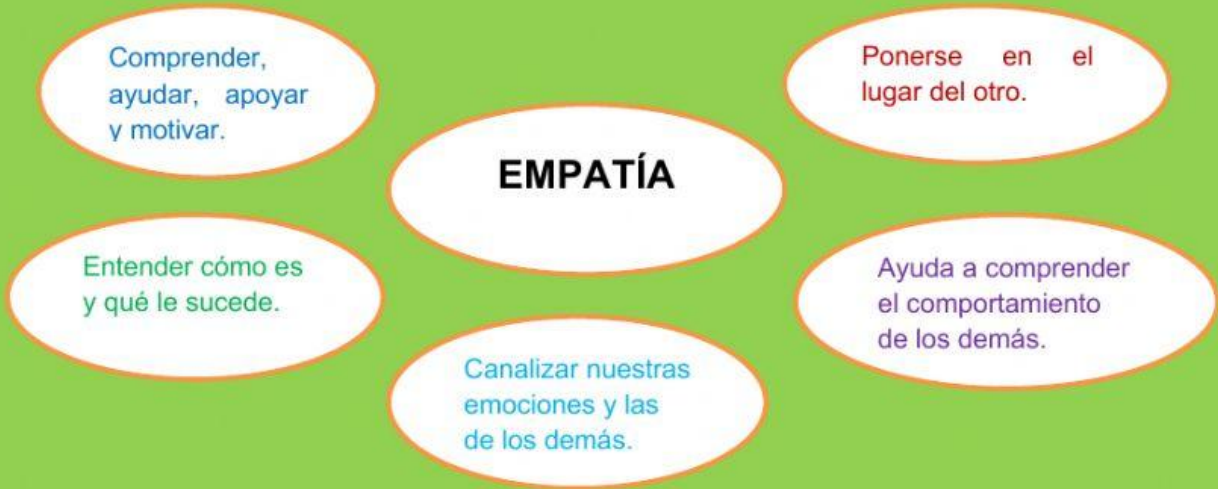 Comprender,
ayudar, apoyar
y motivar.
Ponerse en el
lugar del otro.
EMPATÍA
Entender cómo es
y qué le sucede.
Ayuda a comprender
el comportamiento
de los demás.
Canalizar nuestras
emociones y las
de los demás.